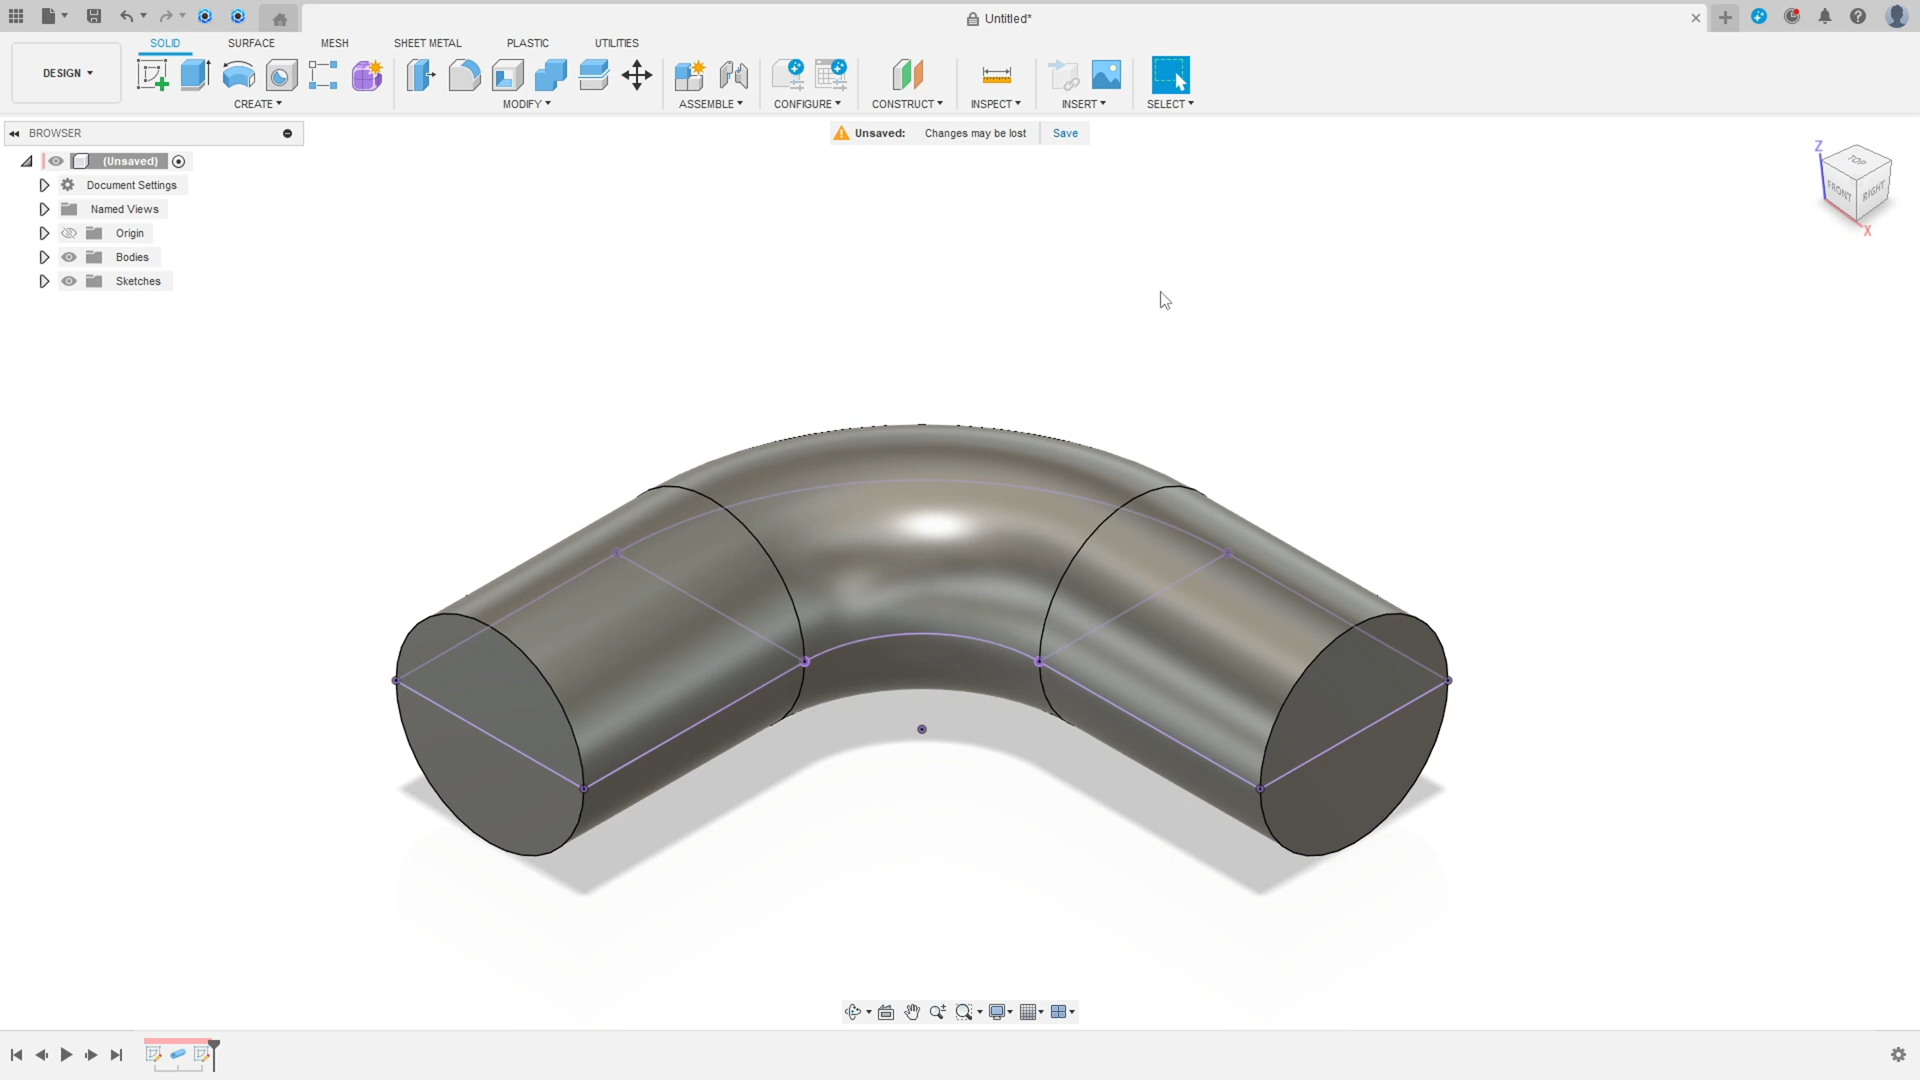 Untitled*
SOLID SURFACE MESH SHEET METAL PLASTIC UTILITIES
DESIGN
CREATE MODIFY ASSEMBLE CONFIGURE CONSTRUCT INSPECT INSERT SELECT
BROWSER
Unsaved: Changes may be lost Save
(Unsaved)
Document Settings
Named Views
Origin
Bodies
Sketches
Z
TOP
FRONT
RIGHT
X